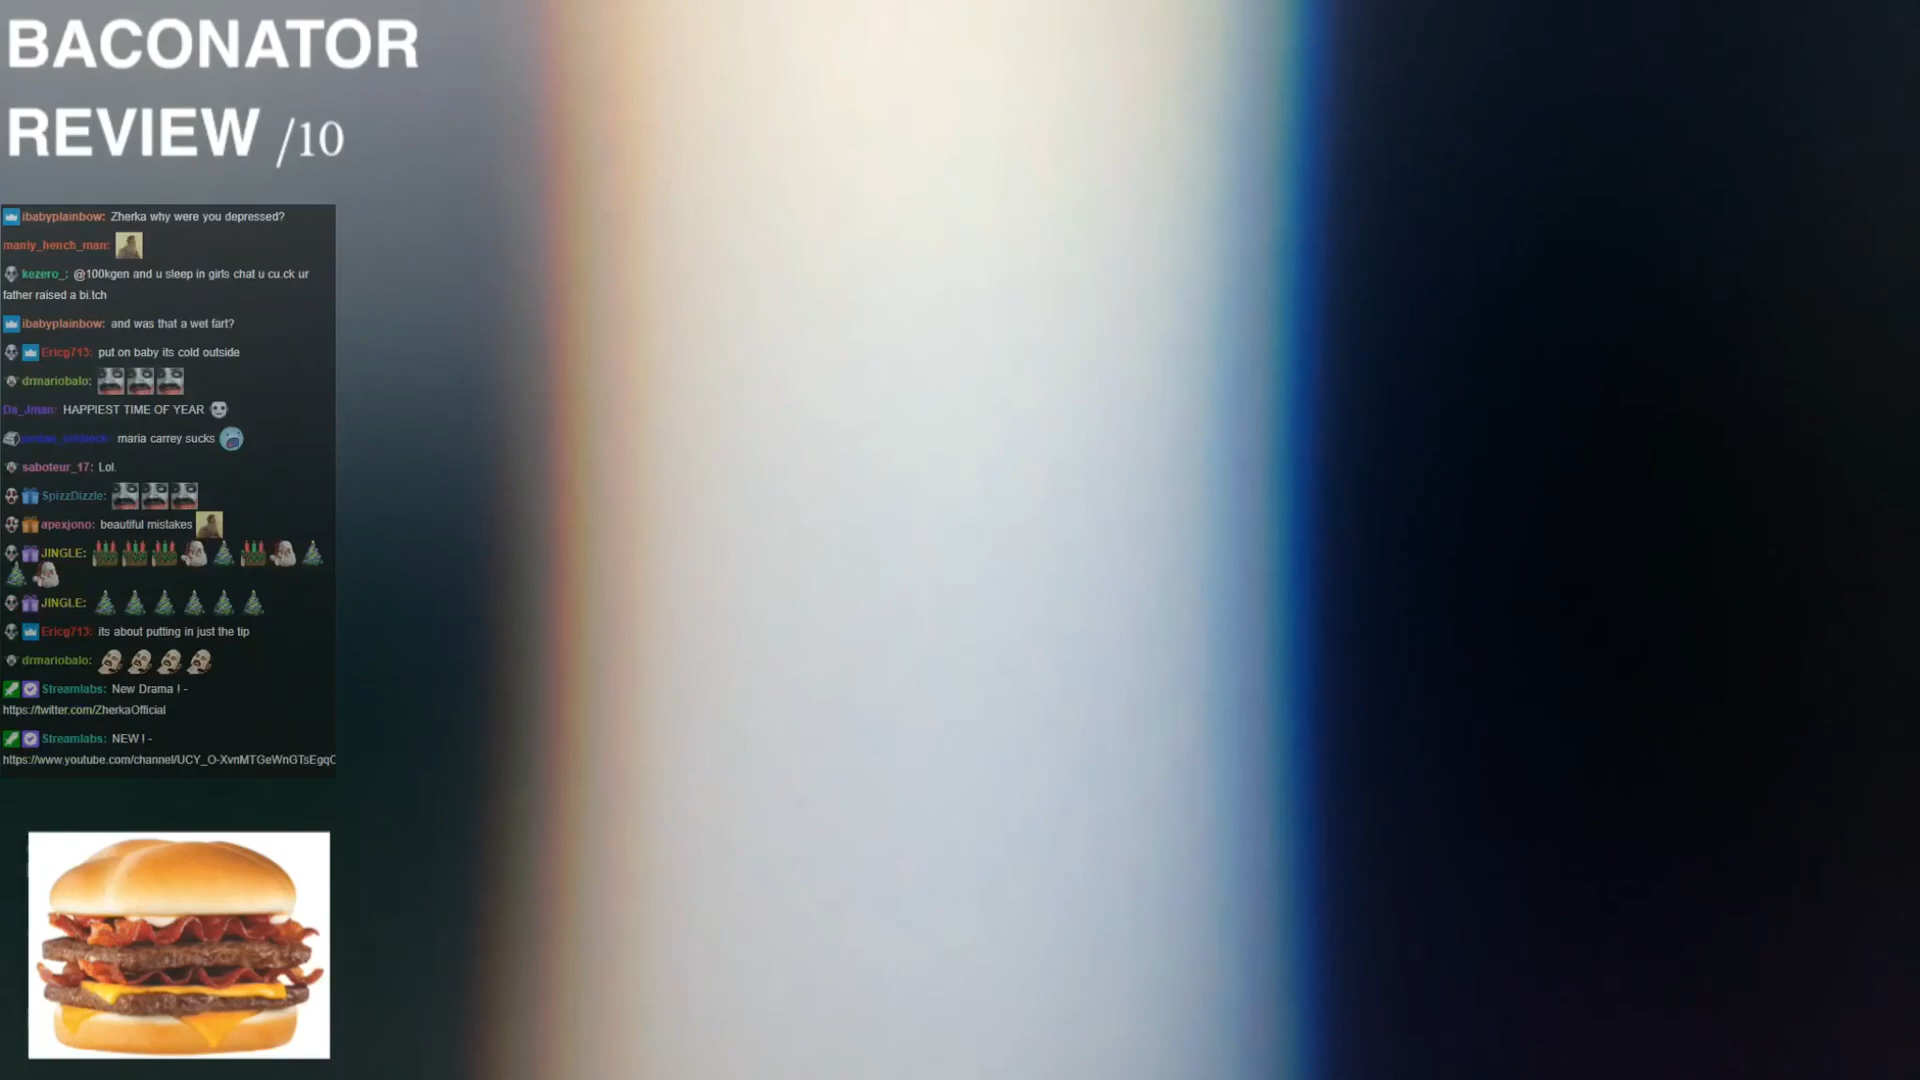 BACONATOR
REVIEW /10
ibabyplainbow: Zherka why were you depressed?
manly_hench_man:
kezero_: @100kgen and u sleep in girls chat u cu.ck ur
father raised a bi.tch
ibabyplainbow: and was that a wet fart?
Ericg713: put on baby its cold outside
drmariobalo:
Da_Jman: HAPPIEST TIME OF YEAR
maria carrey sucks
saboteur_17: Lol.
SpizzDizzle:
apexjono: beautiful mistakes
JINGLE:
JINGLE:
Ericg713: its about putting in just the tip
drmariobalo:
Streamlabs: New Drama ! -
https://twitter.com/ZherkaOfficial
Streamlabs: NEW ! -
https://www.youtube.com/channel/UCY_O-XvnMTGeWnGTsEgqC